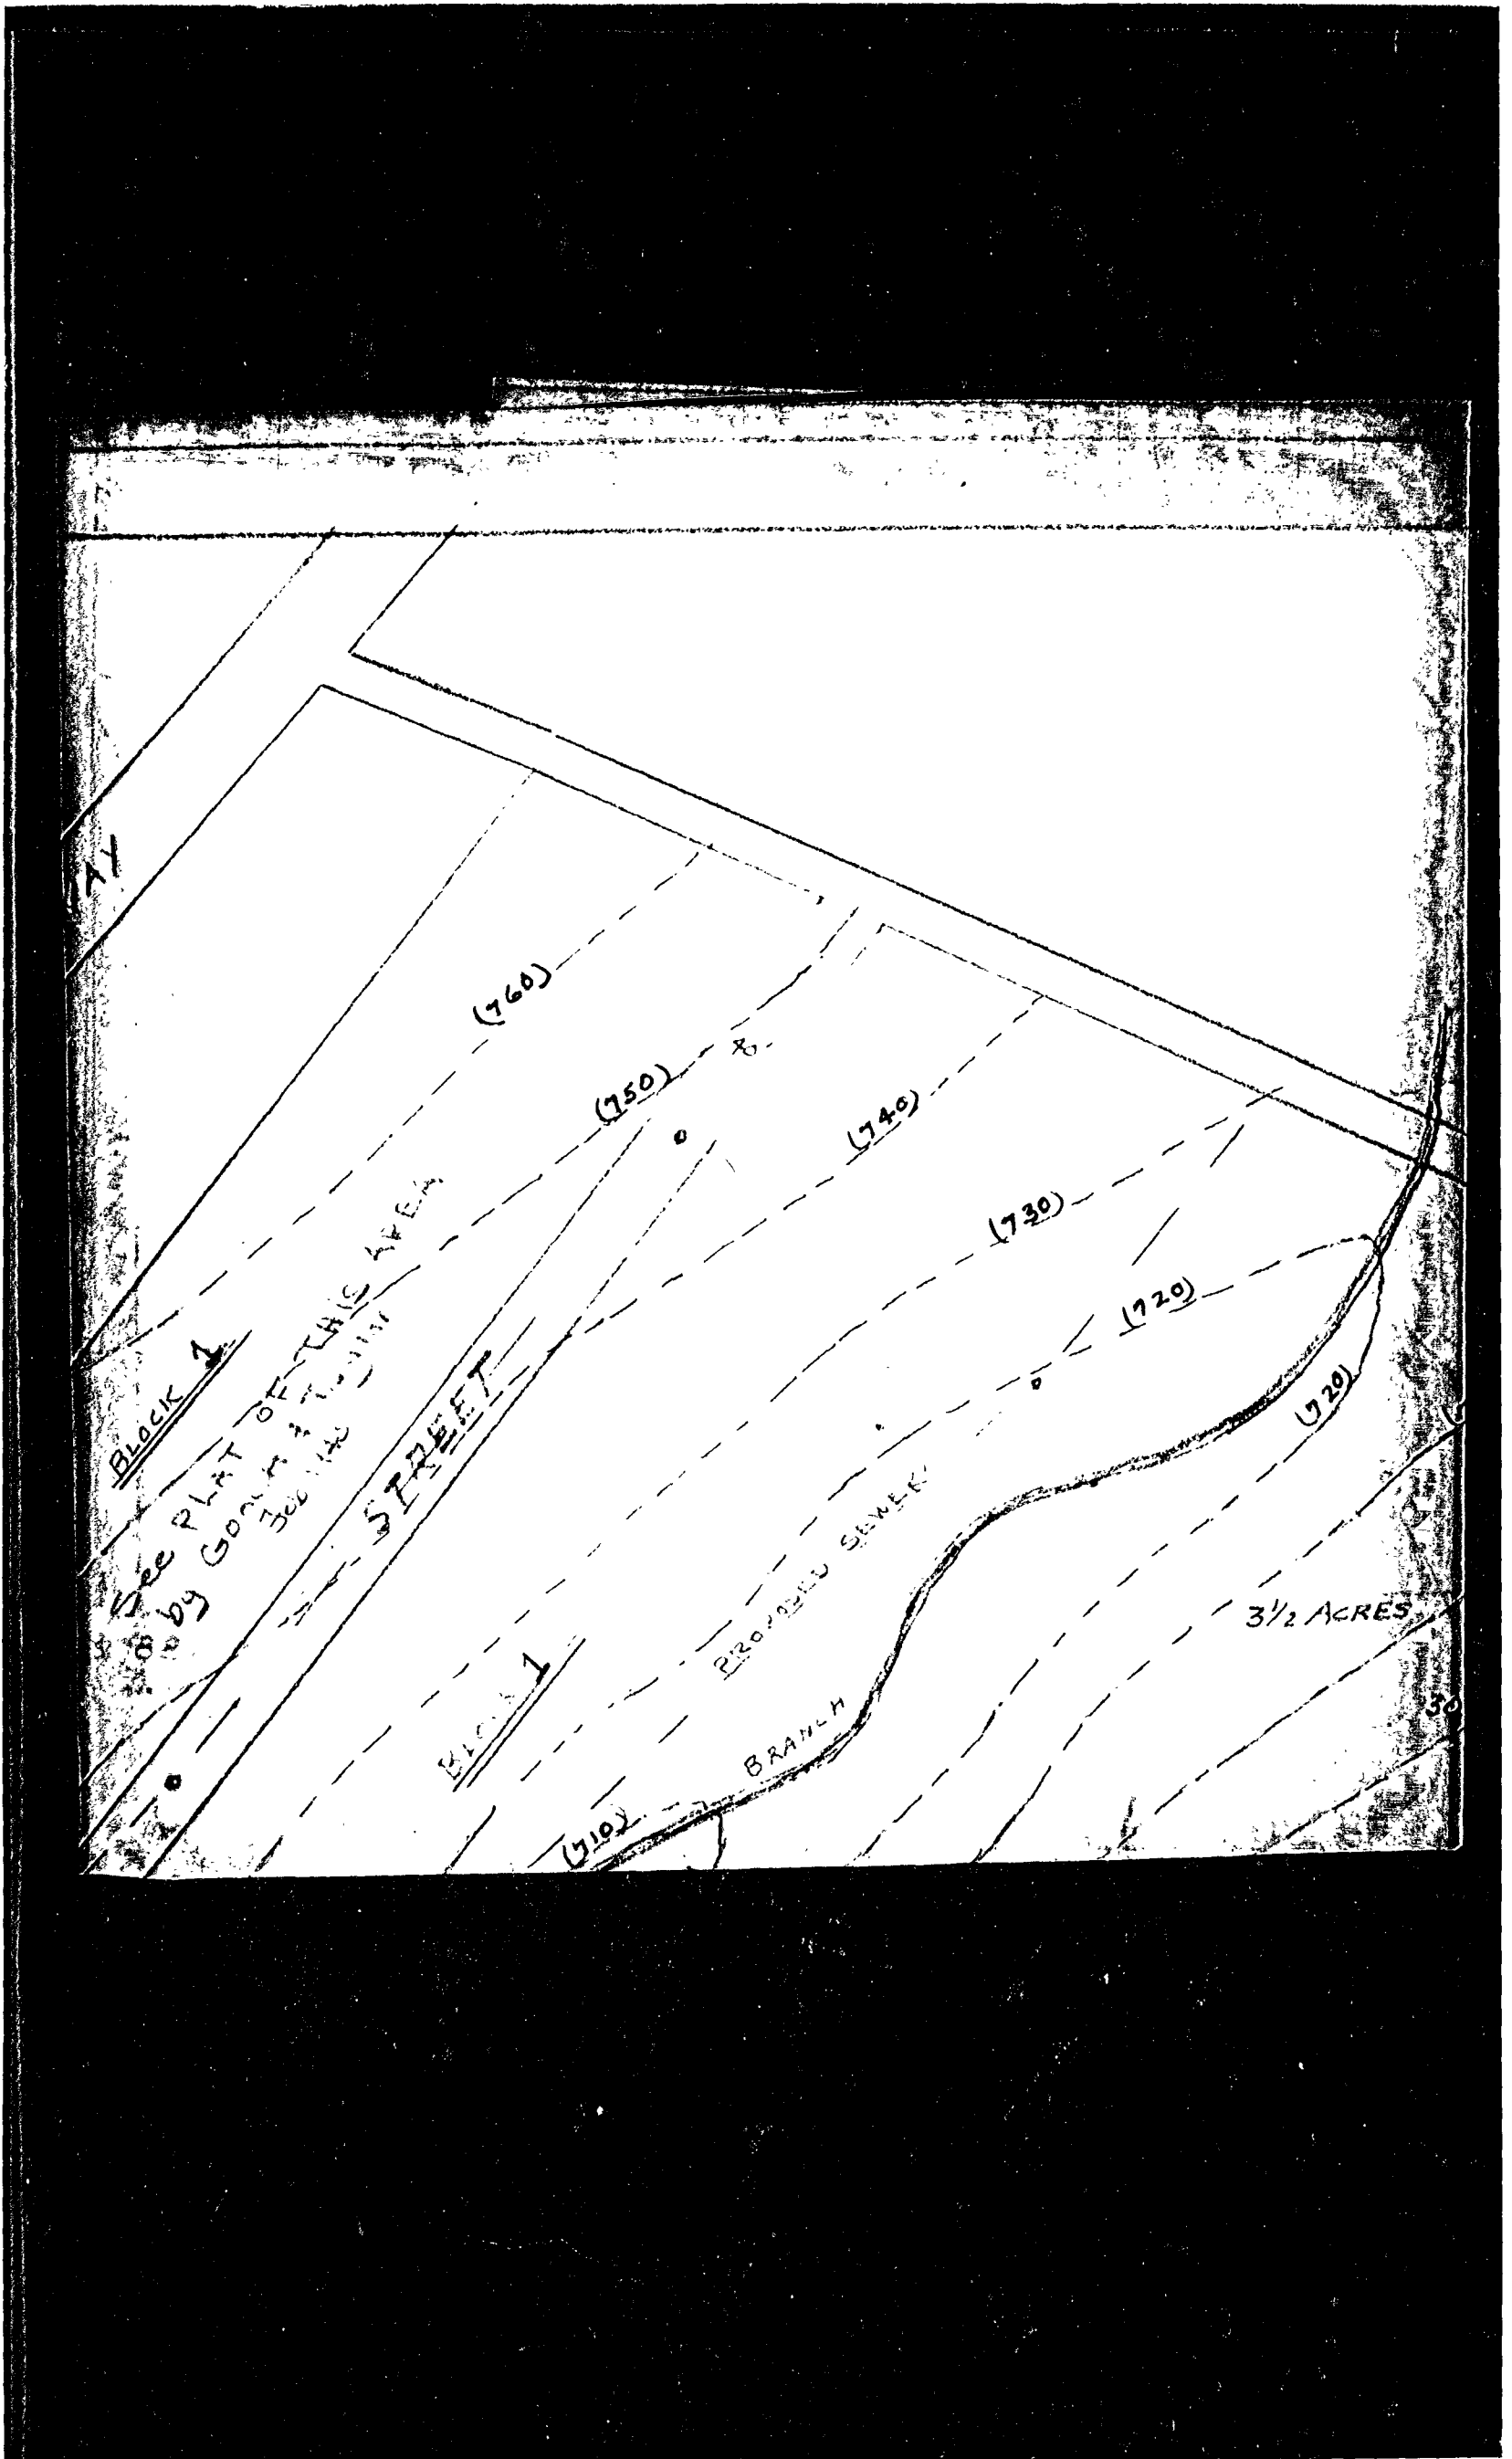 (760)
(750)
(740)
(730)
(720)
(720)
BLOCK 1
See PLAT OF THIS AREA
by
STREET
PROPOSED SEWER
3½ ACRES
BLOCK 1
BRANCH
(710)